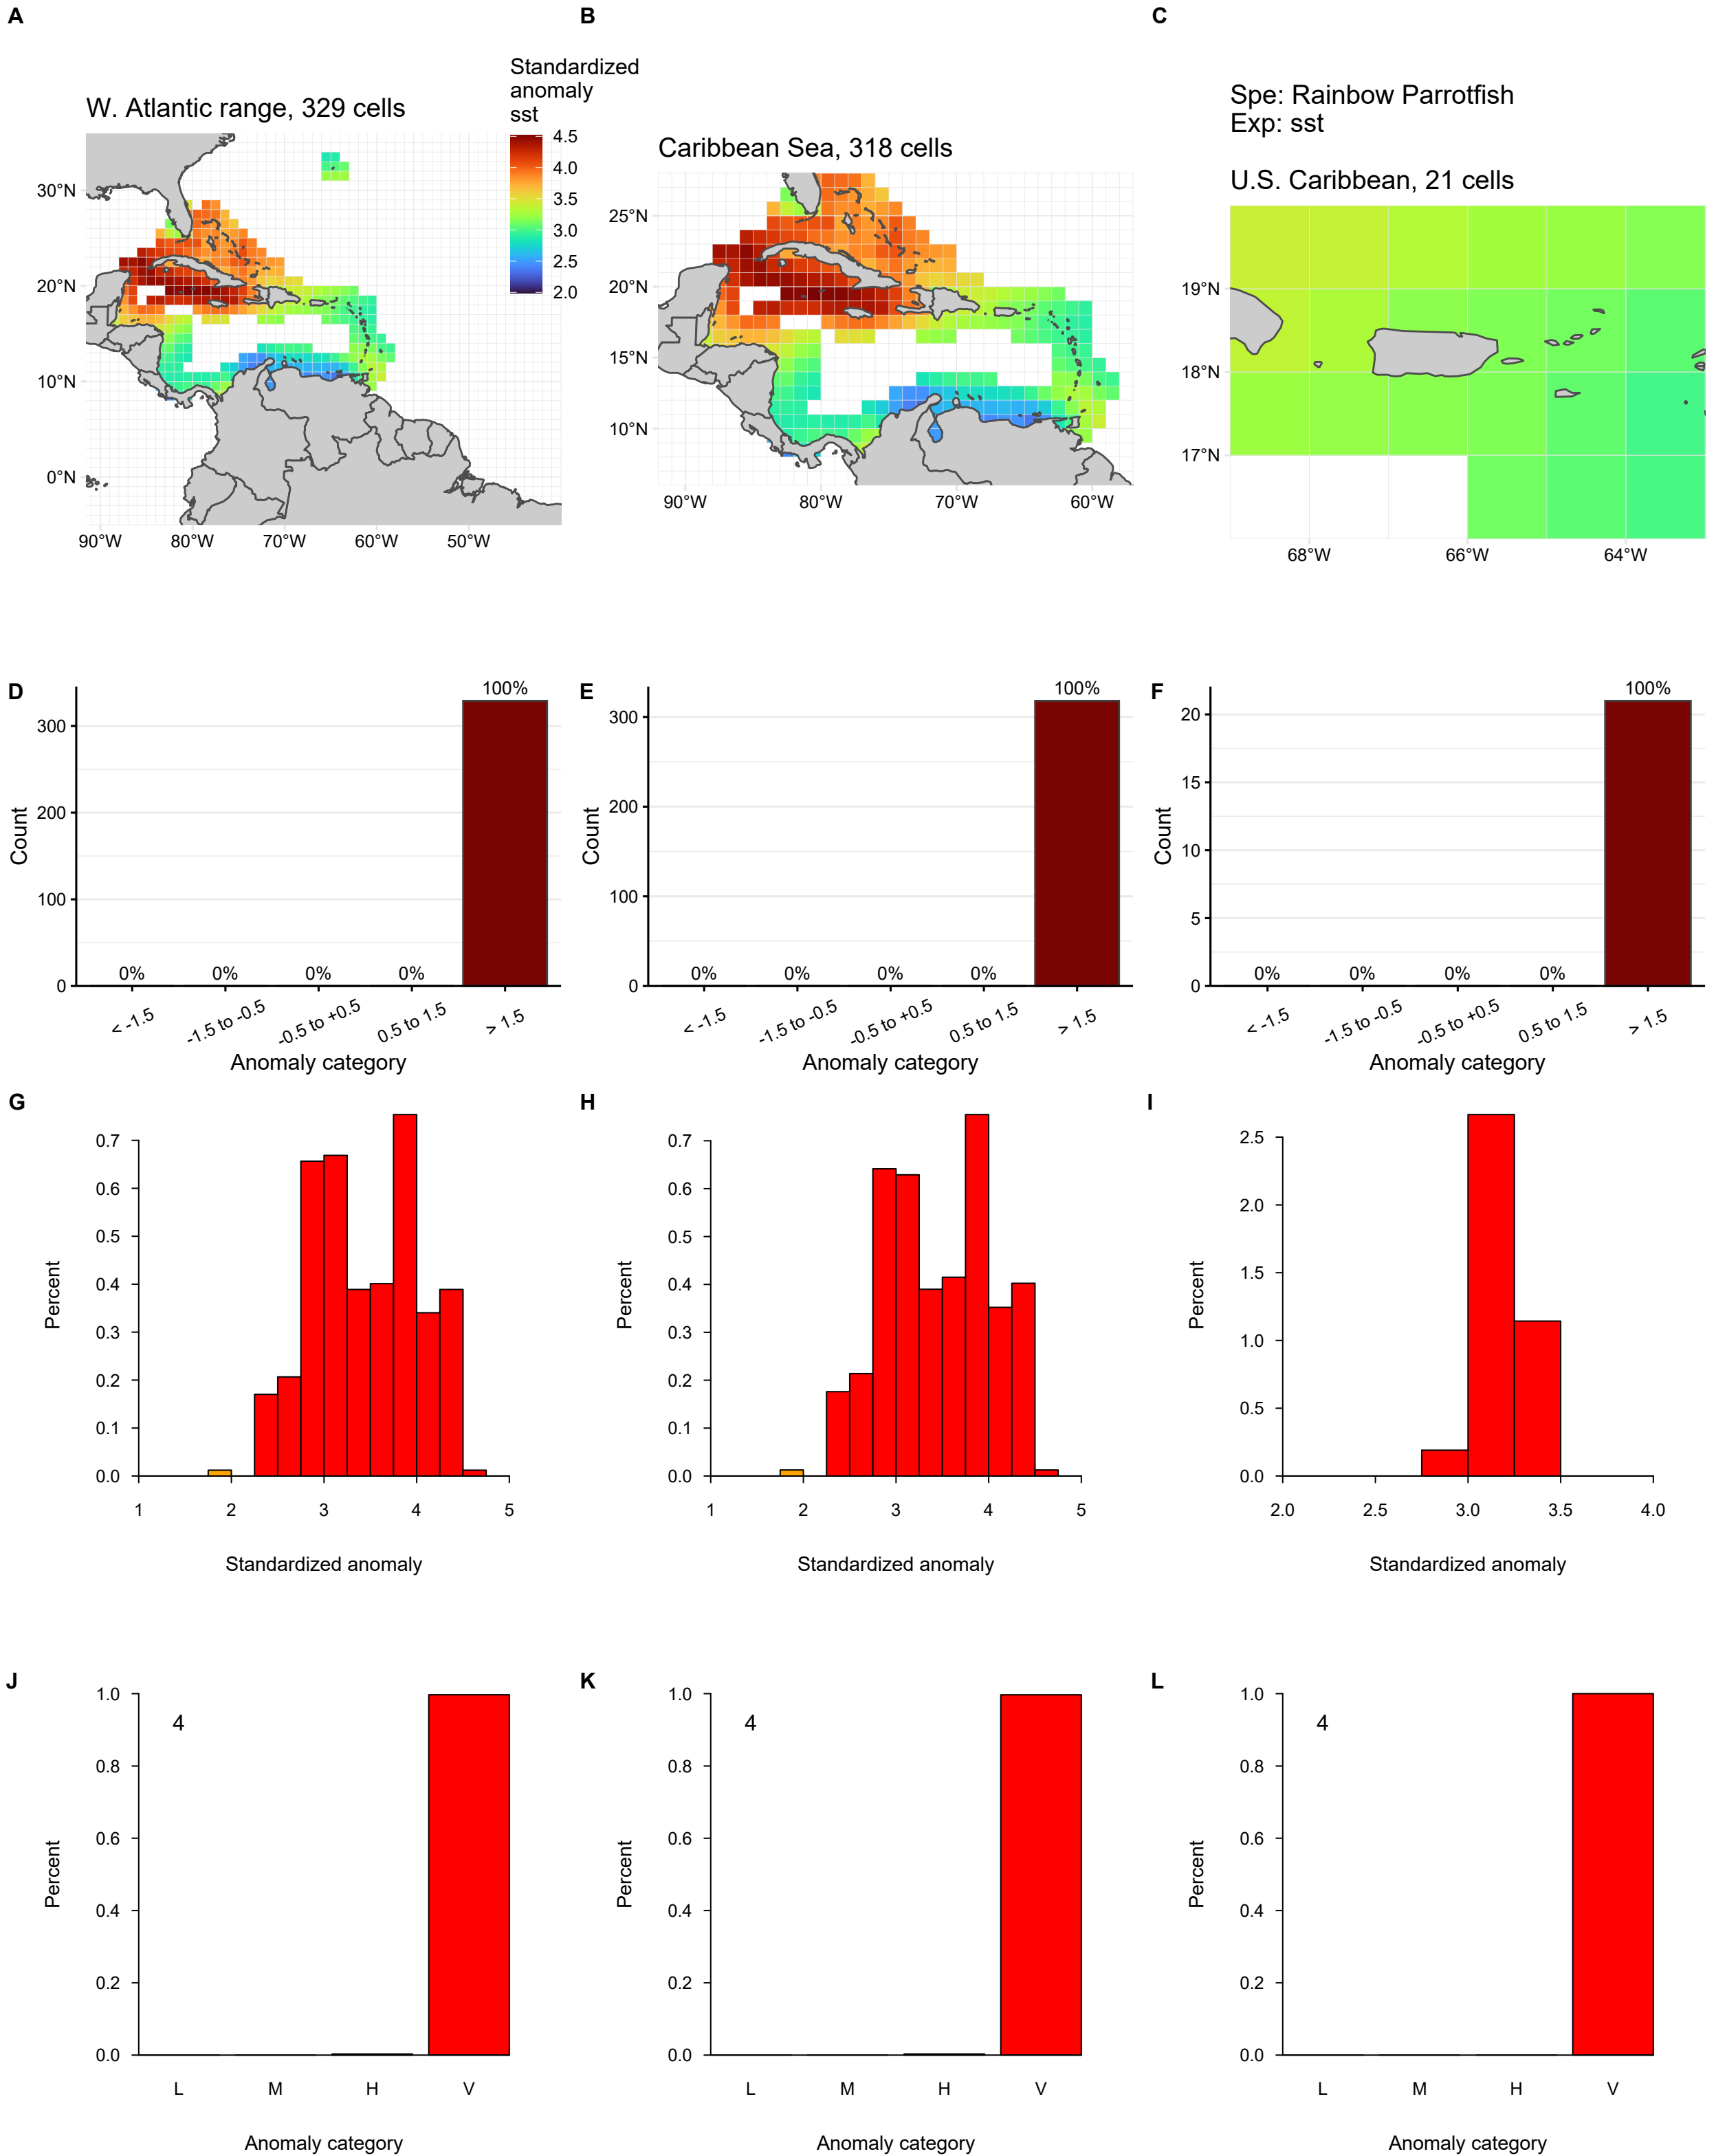 A
B
C
Standardized
anomaly
sst
W. Atlantic range, 329 cells
4.5
4.0
3.5
3.0
2.5
2.0
30°N
20°N
10°N
0°N
90°W 80°W 70°W 60°W 50°W
Caribbean Sea, 318 cells
25°N
20°N
15°N
10°N
90°W 80°W 70°W 60°W
Spe: Rainbow Parrotfish
Exp: sst
U.S. Caribbean, 21 cells
19°N
18°N
17°N
68°W 66°W 64°W
D
100%
300
200
100
0
Count
0% 0% 0% 0%
< -1.5 -1.5 to -0.5 -0.5 to +0.5 0.5 to 1.5 > 1.5
Anomaly category
E
100%
300
200
100
0
Count
0% 0% 0% 0%
< -1.5 -1.5 to -0.5 -0.5 to +0.5 0.5 to 1.5 > 1.5
Anomaly category
F
100%
20
15
10
5
0
Count
0% 0% 0% 0%
< -1.5 -1.5 to -0.5 -0.5 to +0.5 0.5 to 1.5 > 1.5
Anomaly category
G
0.7
0.6
0.5
0.4
0.3
0.2
0.1
0.0
Percent
1 2 3 4 5
Standardized anomaly
H
0.7
0.6
0.5
0.4
0.3
0.2
0.1
0.0
Percent
1 2 3 4 5
Standardized anomaly
I
2.5
2.0
1.5
1.0
0.5
0.0
Percent
2.0 2.5 3.0 3.5 4.0
Standardized anomaly
J
4
1.0
0.8
0.6
0.4
0.2
0.0
Percent
L M H V
Anomaly category
K
4
1.0
0.8
0.6
0.4
0.2
0.0
Percent
L M H V
Anomaly category
L
4
1.0
0.8
0.6
0.4
0.2
0.0
Percent
L M H V
Anomaly category